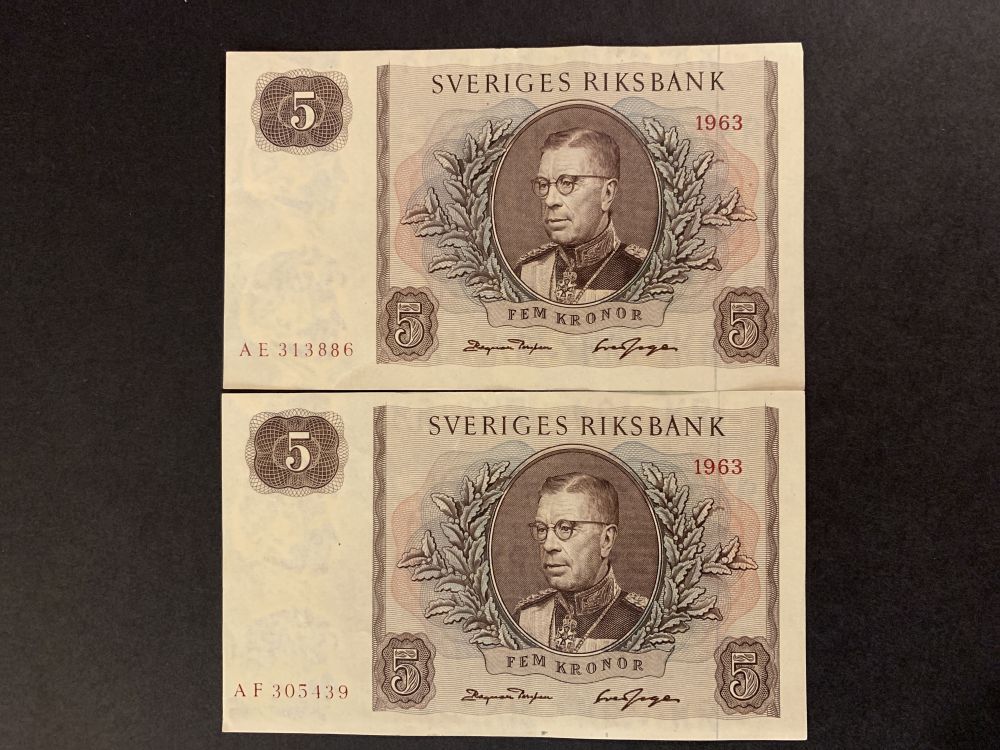 SVERIGES RIKSBANK
5
1963
FEM KRONOR
5
5
AE 313886
SVERIGES RIKSBANK
5
1963
FEM KRONOR
5
5
AF 305439